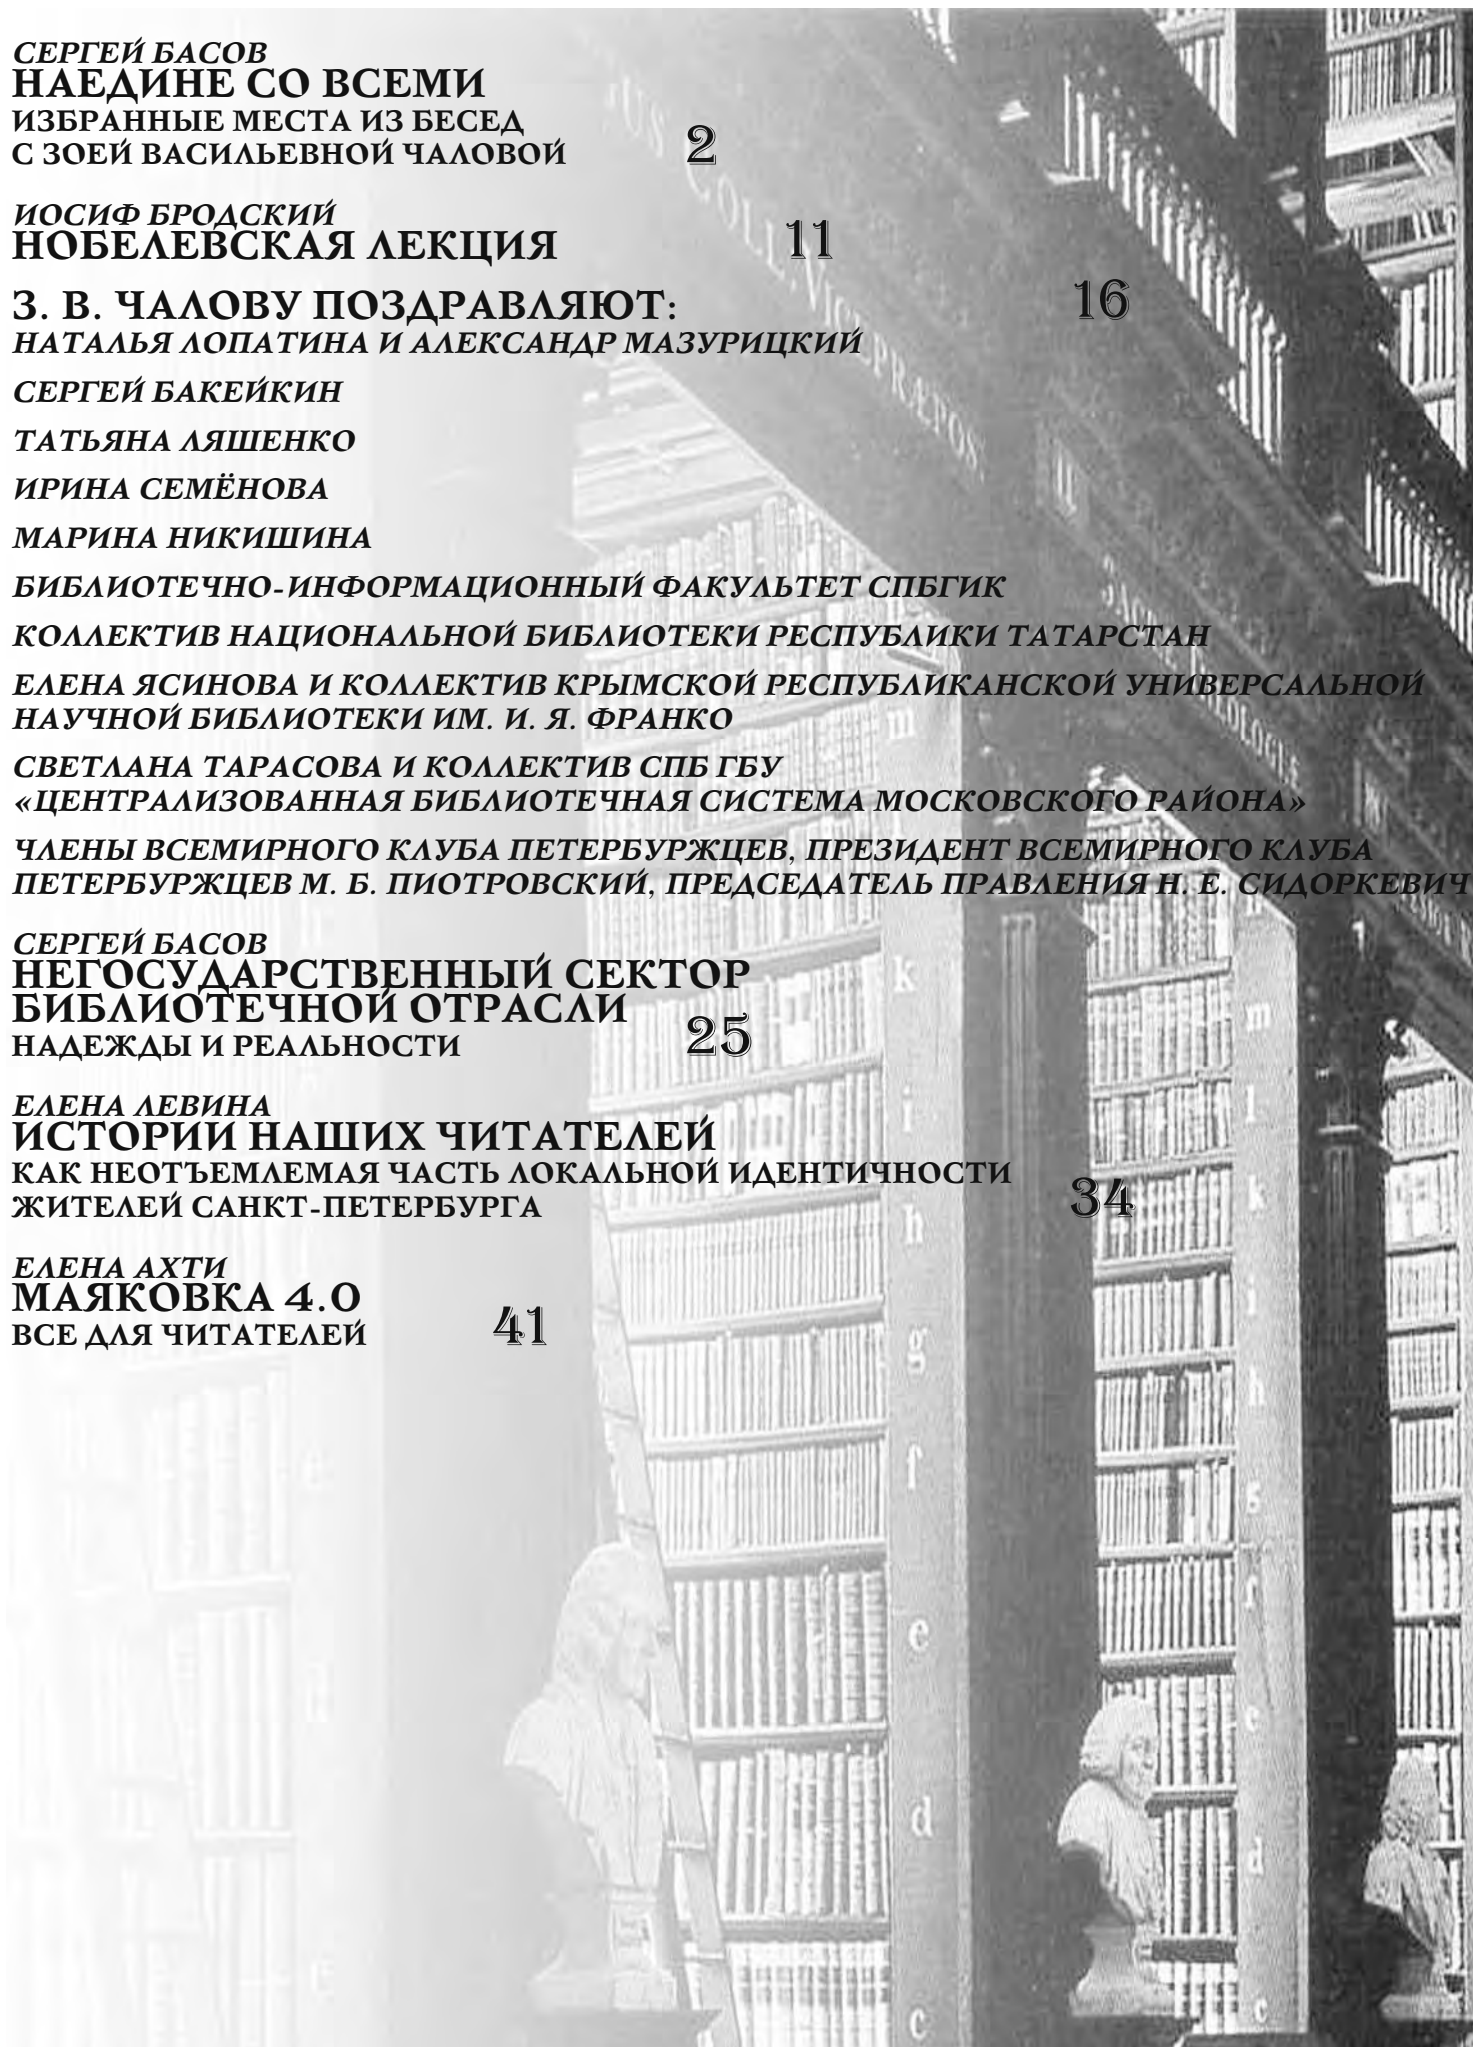 СЕРГЕЙ БАСОВ
НАЕДИНЕ СО ВСЕМИ
ИЗБРАННЫЕ МЕСТА ИЗ БЕСЕД
С ЗОЕЙ ВАСИЛЬЕВНОЙ ЧАЛОВОЙ 2
ИОСИФ БРОДСКИЙ
НОБЕЛЕВСКАЯ ЛЕКЦИЯ 11
З. В. ЧАЛОВУ ПОЗДРАВЛЯЮТ: 16
НАТАЛЬЯ ЛОПАТИНА И АЛЕКСАНДР МАЗУРИЦКИЙ
СЕРГЕЙ БАКЕЙКИН
ТАТЬЯНА ЛЯШЕНКО
ИРИНА СЕМЁНОВА
МАРИНА НИКИШИНА
БИБЛИОТЕЧНО-ИНФОРМАЦИОННЫЙ ФАКУЛЬТЕТ СПБГИК
КОЛЛЕКТИВ НАЦИОНАЛЬНОЙ БИБЛИОТЕКИ РЕСПУБЛИКИ ТАТАРСТАН
ЕЛЕНА ЯСИНОВА И КОЛЛЕКТИВ КРЫМСКОЙ РЕСПУБЛИКАНСКОЙ УНИВЕРСАЛЬНОЙ
НАУЧНОЙ БИБЛИОТЕКИ ИМ. И. Я. ФРАНКО
СВЕТЛАНА ТАРАСОВА И КОЛЛЕКТИВ СПБ ГБУ
«ЦЕНТРАЛИЗОВАННАЯ БИБЛИОТЕЧНАЯ СИСТЕМА МОСКОВСКОГО РАЙОНА»
ЧЛЕНЫ ВСЕМИРНОГО КЛУБА ПЕТЕРБУРЖЦЕВ, ПРЕЗИДЕНТ ВСЕМИРНОГО КЛУБА
ПЕТЕРБУРЖЦЕВ М. Б. ПИОТРОВСКИЙ, ПРЕДСЕДАТЕЛЬ ПРАВЛЕНИЯ Н. Е. СИДОРКЕВИЧ
СЕРГЕЙ БАСОВ
НЕГОСУДАРСТВЕННЫЙ СЕКТОР
БИБЛИОТЕЧНОЙ ОТРАСЛИ
НАДЕЖДЫ И РЕАЛЬНОСТИ 25
ЕЛЕНА ЛЕВИНА
ИСТОРИИ НАШИХ ЧИТАТЕЛЕЙ
КАК НЕОТЪЕМЛЕМАЯ ЧАСТЬ ЛОКАЛЬНОЙ ИДЕНТИЧНОСТИ
ЖИТЕЛЕЙ САНКТ-ПЕТЕРБУРГА 34
ЕЛЕНА АХТИ
МАЯКОВКА 4.0
ВСЕ ДЛЯ ЧИТАТЕЛЕЙ 41